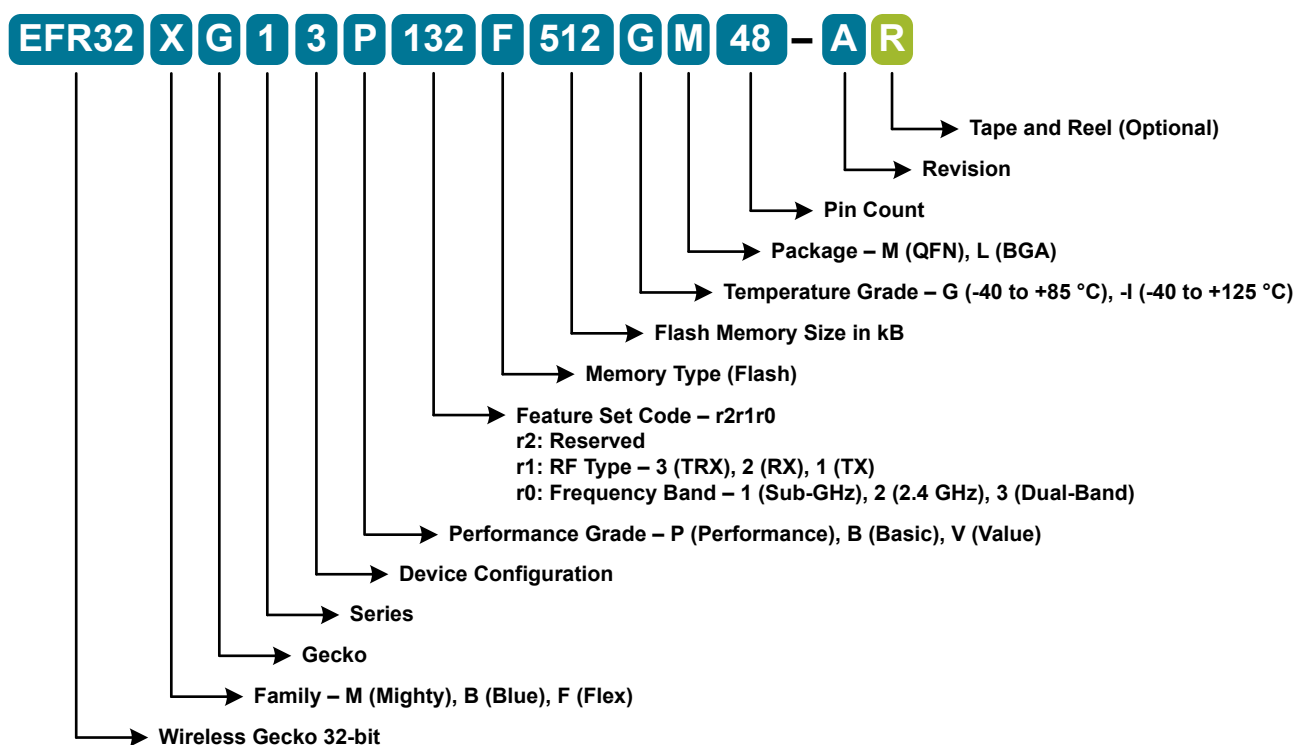 EFR32 X G 1 3 P 132 F 512 G M 48 – A R
Tape and Reel (Optional)
Revision
Pin Count
Package – M (QFN), L (BGA)
Temperature Grade – G (-40 to +85 °C), -I (-40 to +125 °C)
Flash Memory Size in kB
Memory Type (Flash)
Feature Set Code – r2r1r0
r2: Reserved
r1: RF Type – 3 (TRX), 2 (RX), 1 (TX)
r0: Frequency Band – 1 (Sub-GHz), 2 (2.4 GHz), 3 (Dual-Band)
Performance Grade – P (Performance), B (Basic), V (Value)
Device Configuration
Series
Gecko
Family – M (Mighty), B (Blue), F (Flex)
Wireless Gecko 32-bit